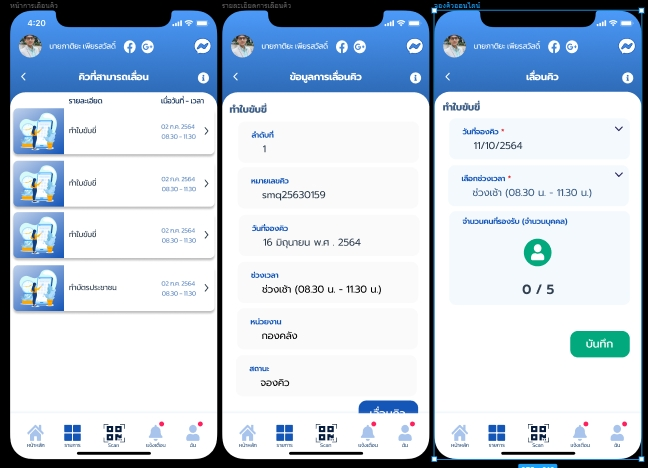 หน้าการเลื่อนคิว
4:20
นายภาติยะ เพียรสวัสดิ์
คิวที่สามารถเลื่อน
รายละเอียด
เมื่อวันที่ - เวลา
ทำใบขับขี่
02 ก.ค. 2564
08.30 - 11.30
ทำใบขับขี่
02 ก.ค. 2564
08.30 - 11.30
ทำใบขับขี่
02 ก.ค. 2564
08.30 - 11.30
ทำบัตรประชาชน
02 ก.ค. 2564
08.30 - 11.30
หน้าหลัก
รายการ
Scan
แจ้งเตือน
ฉัน
รายละเอียดการเลื่อนคิว
นายภาติยะ เพียรสวัสดิ์
ข้อมูลการเลื่อนคิว
ทำใบขับขี่
ลำดับที่
1
หมายเลขคิว
smq25630159
วันที่จองคิว
16 มิถุนายน พ.ศ . 2564
ช่วงเวลา
ช่วงเช้า (08.30 น. - 11.30 น.)
หน่วยงาน
กองคลัง
สถานะ
จองคิว
เลื่อนคิว
หน้าหลัก
รายการ
Scan
แจ้งเตือน
ฉัน
จองคิวออนไลน์
นายภาติยะ เพียรสวัสดิ์
เลื่อนคิว
ทำใบขับขี่
วันที่จองคิว *
11/10/2564
เลือกช่วงเวลา *
ช่วงเช้า (08.30 น. - 11.30 น.)
จำนวนคนที่รองรับ (จำนวนบุคคล)
0 / 5
บันทึก
หน้าหลัก
รายการ
Scan
แจ้งเตือน
ฉัน